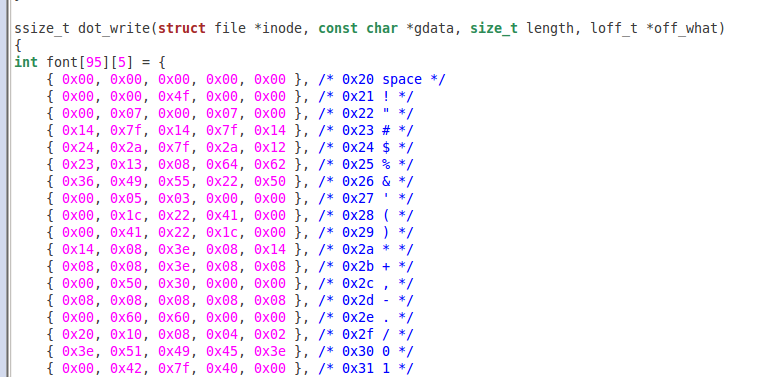 ssize_t dot_write(struct file *inode, const char *gdata, size_t length, loff_t *off_what)
{
int font[95][5] = {
    { 0x00, 0x00, 0x00, 0x00, 0x00 }, /* 0x20 space */
    { 0x00, 0x00, 0x4f, 0x00, 0x00 }, /* 0x21 ! */
    { 0x00, 0x07, 0x00, 0x07, 0x00 }, /* 0x22 " */
    { 0x14, 0x7f, 0x14, 0x7f, 0x14 }, /* 0x23 # */
    { 0x24, 0x2a, 0x7f, 0x2a, 0x12 }, /* 0x24 $ */
    { 0x23, 0x13, 0x08, 0x64, 0x62 }, /* 0x25 % */
    { 0x36, 0x49, 0x55, 0x22, 0x50 }, /* 0x26 & */
    { 0x00, 0x05, 0x03, 0x00, 0x00 }, /* 0x27 ' */
    { 0x00, 0x1c, 0x22, 0x41, 0x00 }, /* 0x28 ( */
    { 0x00, 0x41, 0x22, 0x1c, 0x00 }, /* 0x29 ) */
    { 0x14, 0x08, 0x3e, 0x08, 0x14 }, /* 0x2a * */
    { 0x08, 0x08, 0x3e, 0x08, 0x08 }, /* 0x2b + */
    { 0x00, 0x50, 0x30, 0x00, 0x00 }, /* 0x2c , */
    { 0x08, 0x08, 0x08, 0x08, 0x08 }, /* 0x2d - */
    { 0x00, 0x60, 0x60, 0x00, 0x00 }, /* 0x2e . */
    { 0x20, 0x10, 0x08, 0x04, 0x02 }, /* 0x2f / */
    { 0x3e, 0x51, 0x49, 0x45, 0x3e }, /* 0x30 0 */
    { 0x00, 0x42, 0x7f, 0x40, 0x00 }, /* 0x31 1 */